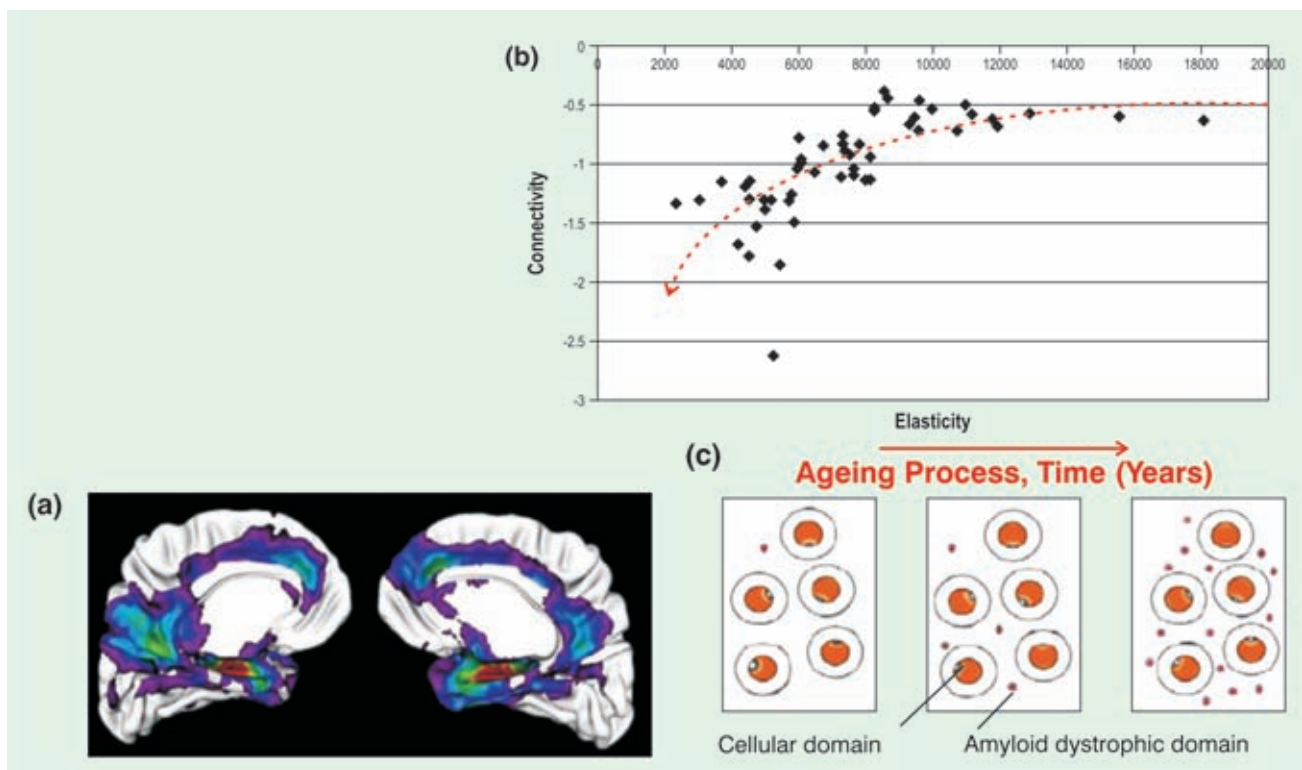 (b)
0
0 2000 4000 6000 8000 10000 12000 14000 16000 18000 20000
-0.5
-1
-1.5
-2
-2.5
-3
Connectivity
Elasticity
(c)
Ageing Process, Time (Years)
(a)
Cellular domain
Amyloid dystrophic domain